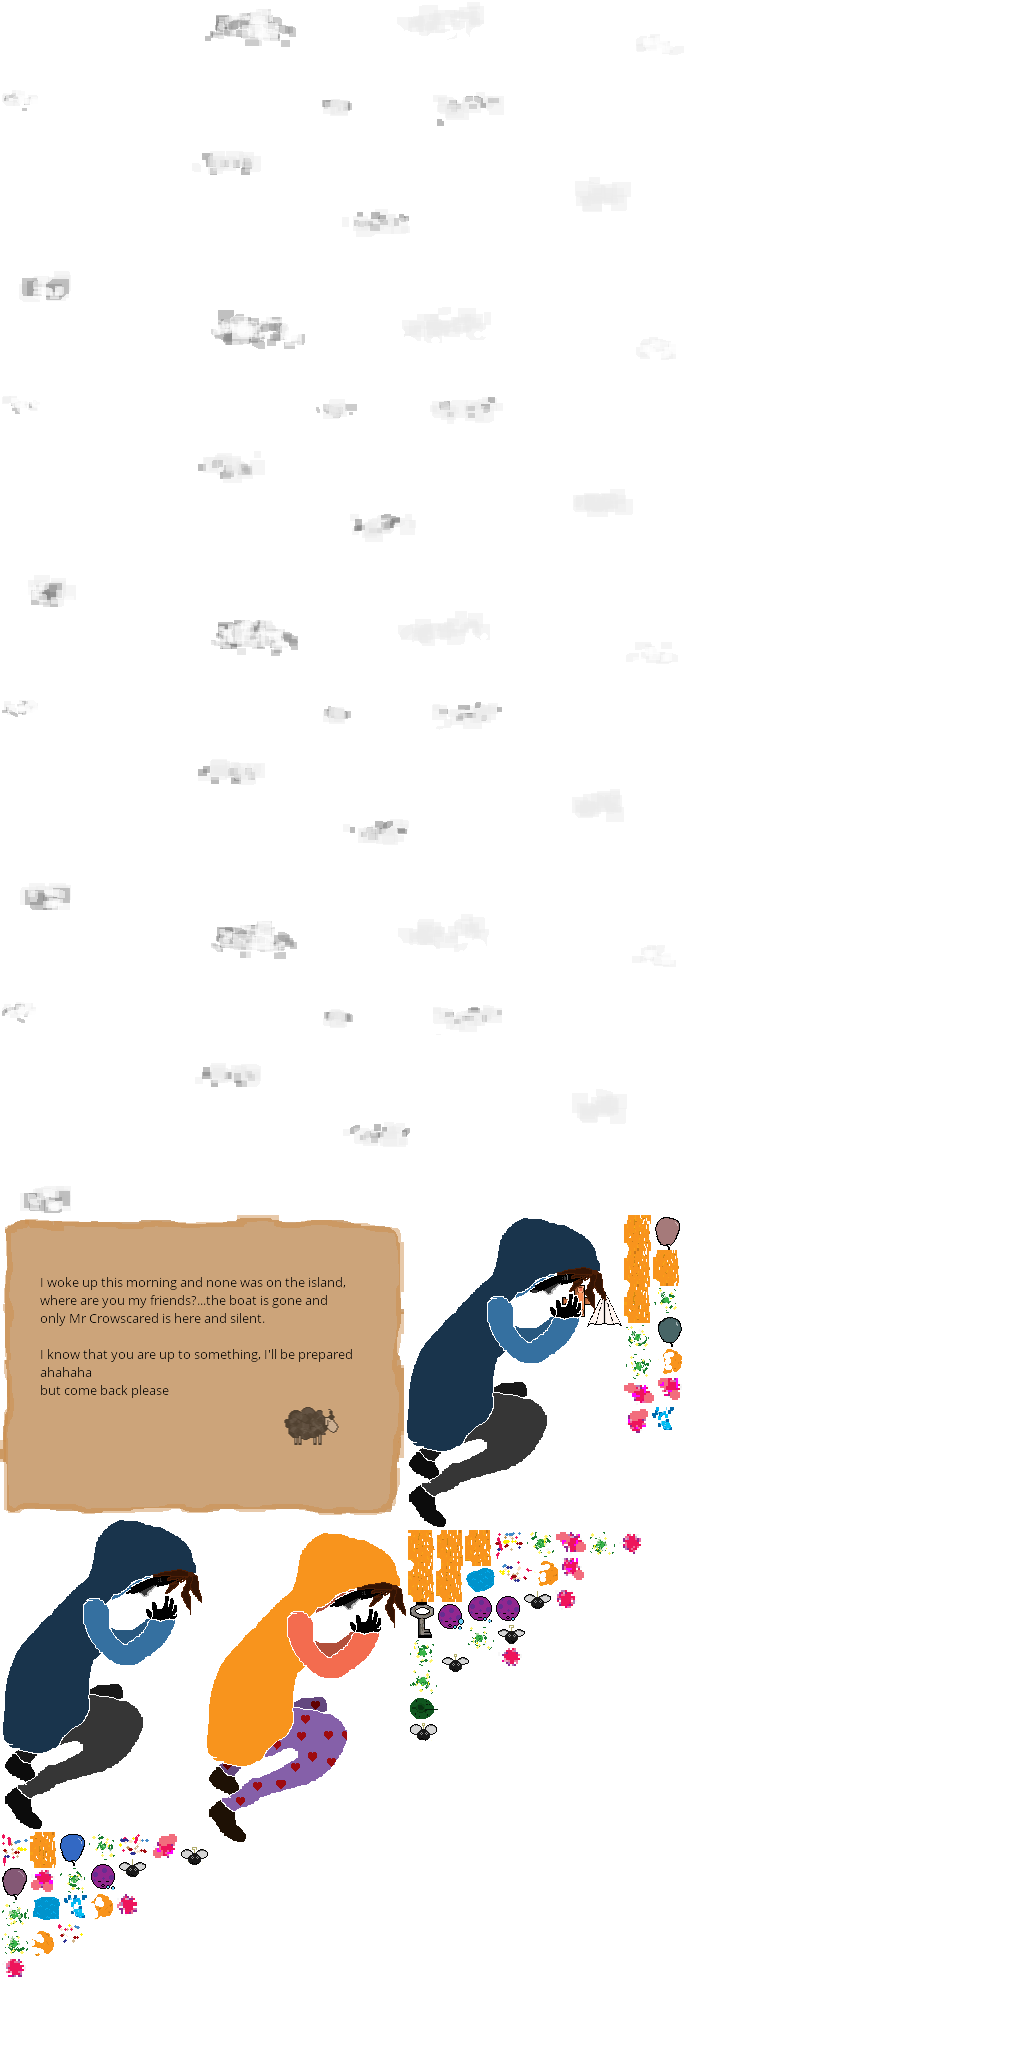 I woke up this morning and none was on the island,
where are you my friends?...the boat is gone and
only Mr Crowscared is here and silent.
I know that you are up to something, I'll be prepared
ahahaha
but come back please